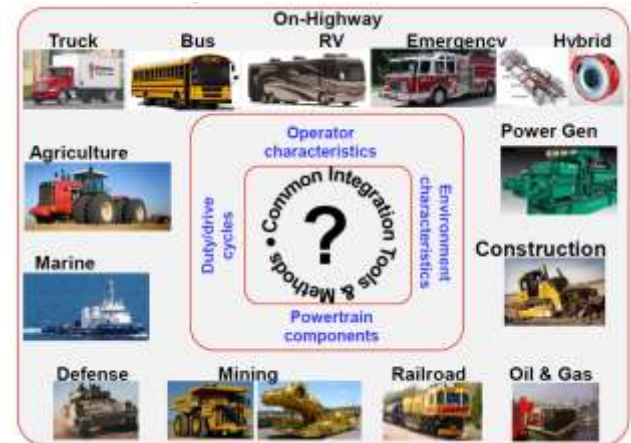 On-Highway
Truck Bus RV Emergency Hybrid
Operator
characteristics
Power Gen
Agriculture
Duty/drive
cycles
Common Integration Tools & Methods •
?
Environment
characteristics
Marine
Construction
Powertrain
components
Defense Mining Railroad Oil & Gas